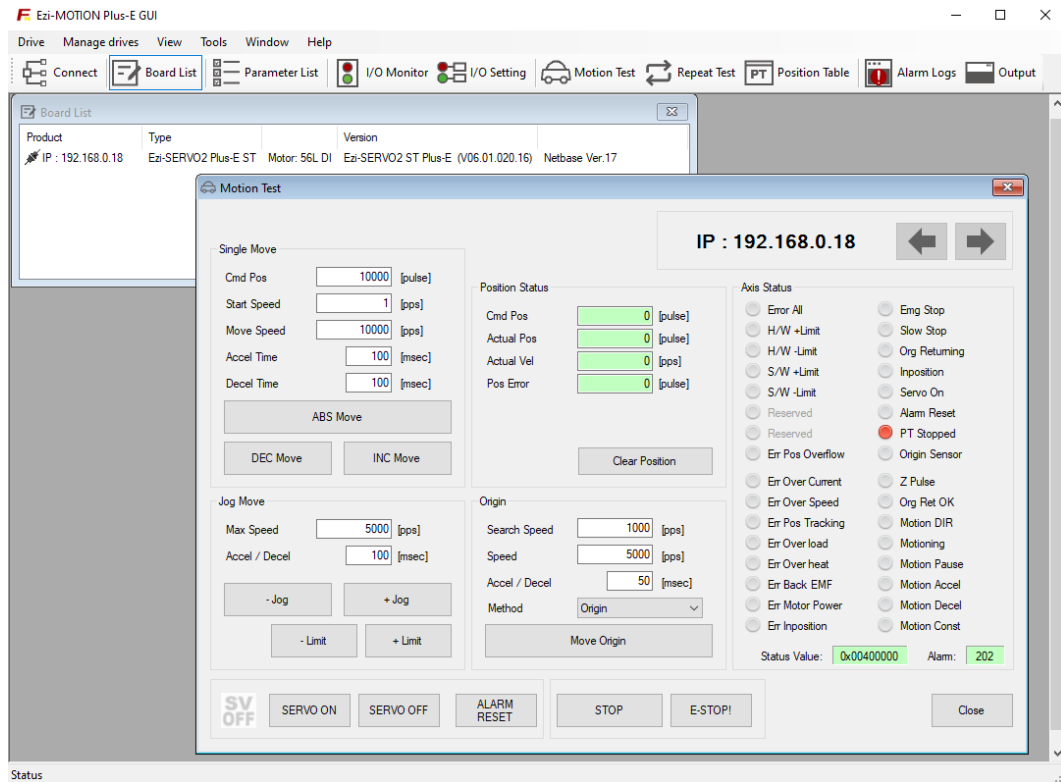 Ezi-MOTION Plus-E GUI
Drive Manage drives View Tools Window Help
Connect Board List Parameter List I/O Monitor I/O Setting Motion Test Repeat Test PT Position Table Alarm Logs Output
Board List
Product Type Version
IP : 192.168.0.18 Ezi-SERVO2 Plus-E ST Motor: 56L DI Ezi-SERVO2 ST Plus-E (V06.01.020.16) Netbase Ver.17
Motion Test
IP : 192.168.0.18
Single Move
Cmd Pos 10000 [pulse]
Start Speed 1 [pps]
Move Speed 10000 [pps]
Accel Time 100 [msec]
Decel Time 100 [msec]
ABS Move
DEC Move INC Move
Position Status
Cmd Pos 0 [pulse]
Actual Pos 0 [pulse]
Actual Vel 0 [pps]
Pos Error 0 [pulse]
Clear Position
Jog Move
Max Speed 5000 [pps]
Accel / Decel 100 [msec]
- Jog + Jog
- Limit + Limit
Origin
Search Speed 1000 [pps]
Speed 5000 [pps]
Accel / Decel 50 [msec]
Method Origin
Move Origin
Axis Status
Error All Emg Stop
H/W +Limit Slow Stop
H/W -Limit Org Returning
S/W +Limit Inposition
S/W -Limit Servo On
Reserved Alarm Reset
Reserved PT Stopped
Err Pos Overflow Origin Sensor
Err Over Current Z Pulse
Err Over Speed Org Ret OK
Err Pos Tracking Motion DIR
Err Over load Motioning
Err Over heat Motion Pause
Err Back EMF Motion Accel
Err Motor Power Motion Decel
Err Inposition Motion Const
Status Value: 0x00400000 Alarm: 202
SV OFF SERVO ON SERVO OFF ALARM RESET STOP E-STOP! Close
Status